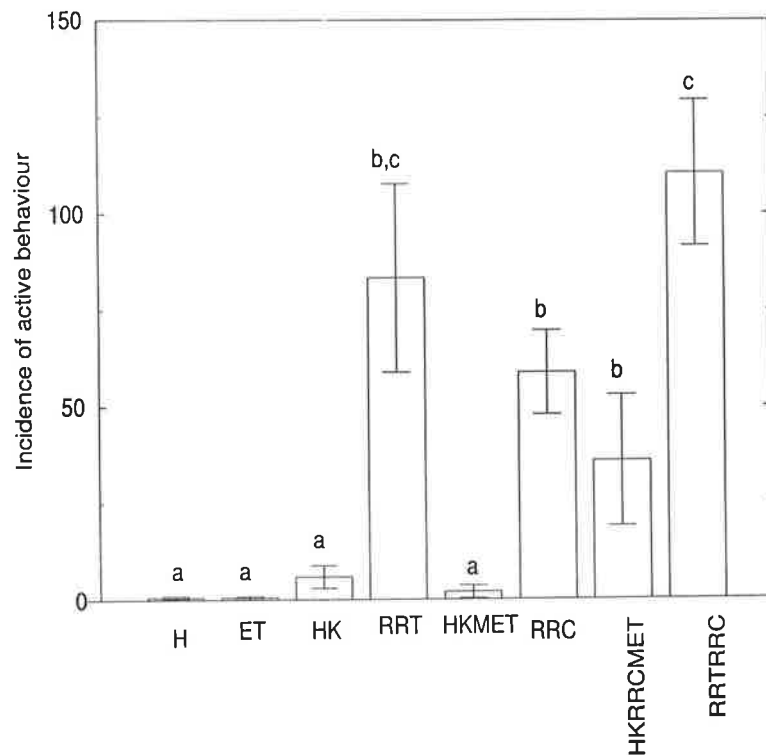 150
100
50
0
Incidence of active behaviour
a
a
a
b,c
a
b
b
c
H
ET
HK
RRT
HKMET
RRC
HKRRCMET
RRTRRC